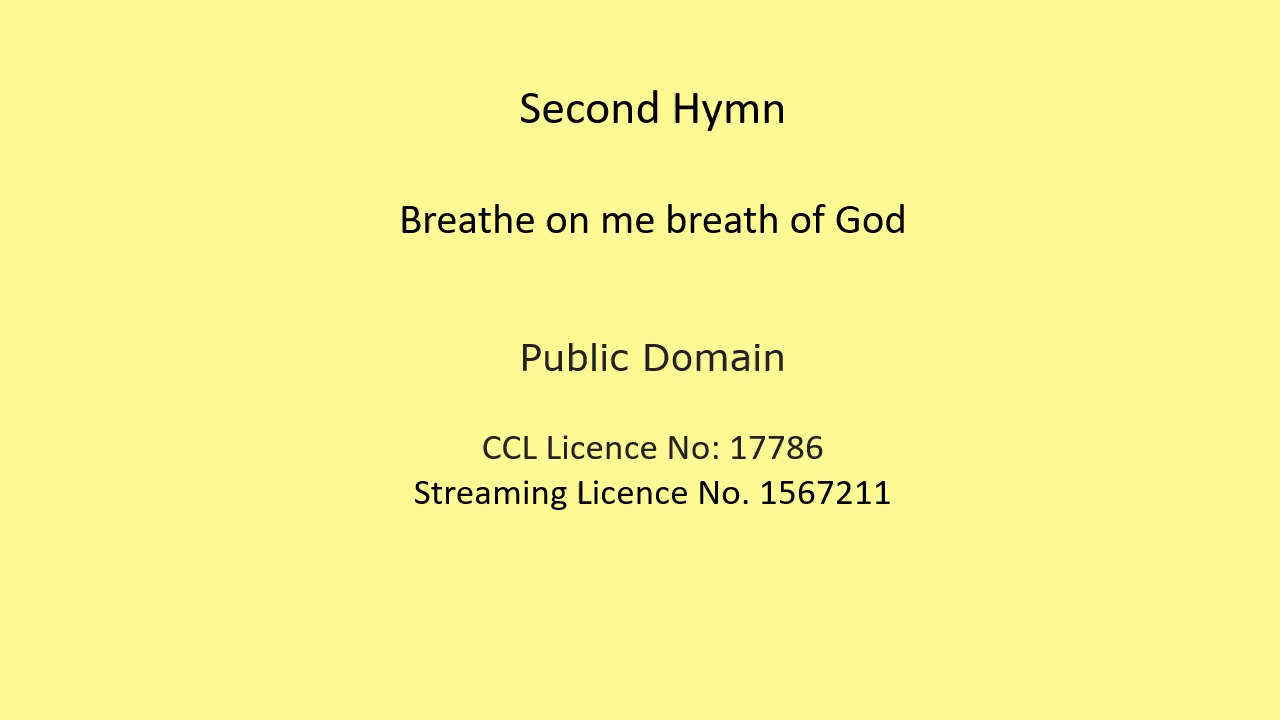 Second Hymn
Breathe on me breath of God
Public Domain
CCL Licence No: 17786
Streaming Licence No. 1567211